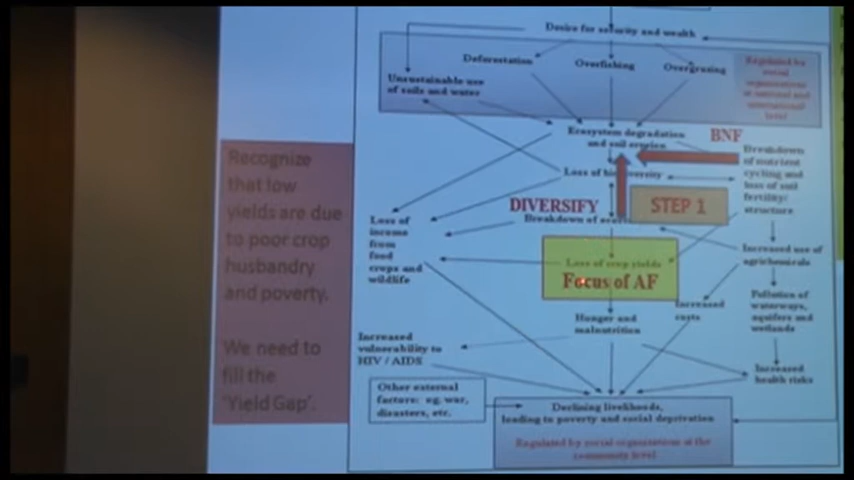 Desire for security and wealth
Deforestation
Overfishing
Overgrazing
Unsustainable use
of soils and water
Regulated by
social
organizations
at national and
international
level
Ecosystem degradation
and soil erosion
BNF
Breakdown
of nutrient
cycling and
loss of soil
fertility/
structure
Loss of biodiversity
DIVERSIFY
STEP 1
Breakdown of
Loss of
income
from
food
crops and
wildlife
Recognize
that low
yields are due
to poor crop
husbandry
and poverty.
We need to
fill the
'Yield Gap'.
Loss of crop yields
Focus of AF
Increased use of
agrichemicals
Hunger and
malnutrition
Increased
costs
Pollution of
waterways,
aquifers and
wetlands
Increased
vulnerability to
HIV / AIDS
Increased
health risks
Other external
factors: eg. war,
disasters, etc.
Declining livelihoods,
leading to poverty and social deprivation
Regulated by social organizations at the
community level